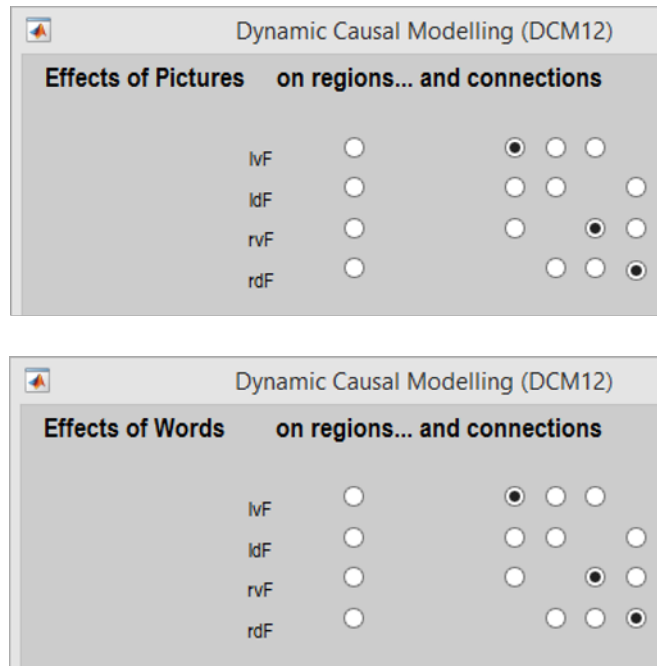 Dynamic Causal Modelling (DCM12)
Effects of Pictures on regions... and connections
lvF
ldF
rvF
rdF
Dynamic Causal Modelling (DCM12)
Effects of Words on regions... and connections
lvF
ldF
rvF
rdF